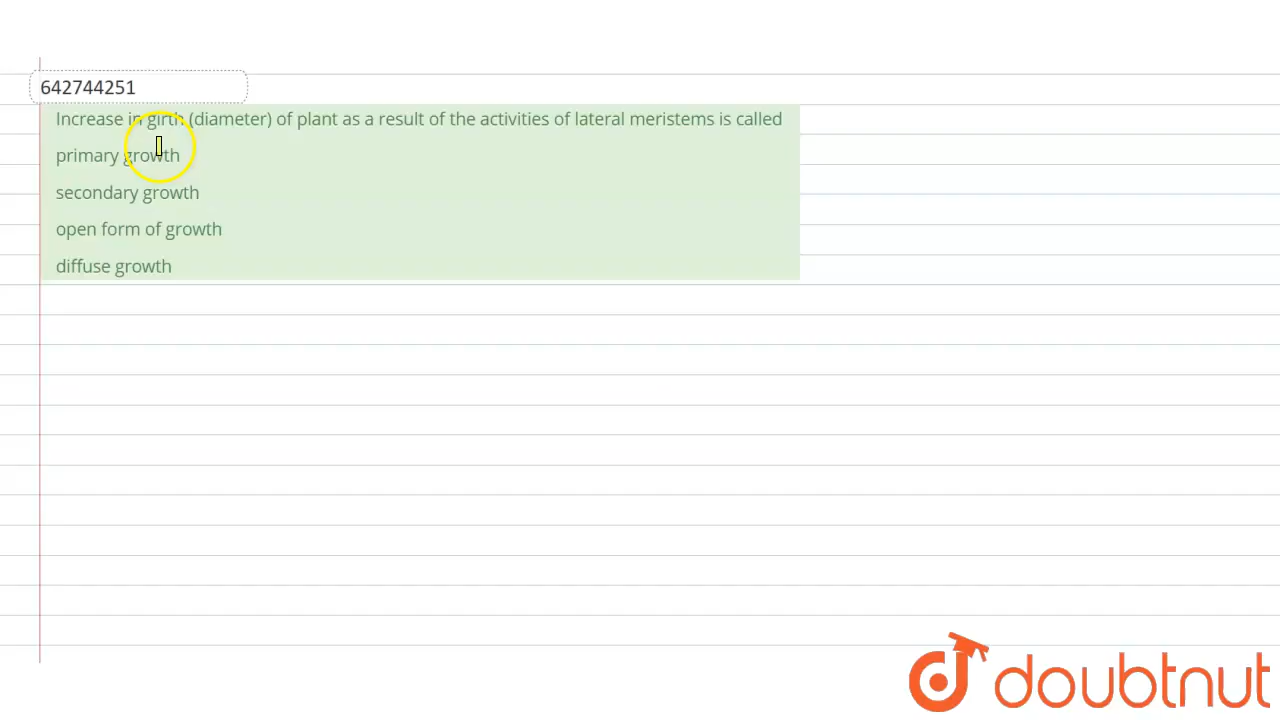 642744251
Increase in girth (diameter) of plant as a result of the activities of lateral meristems is called
primary growth
secondary growth
open form of growth
diffuse growth
doubtnut